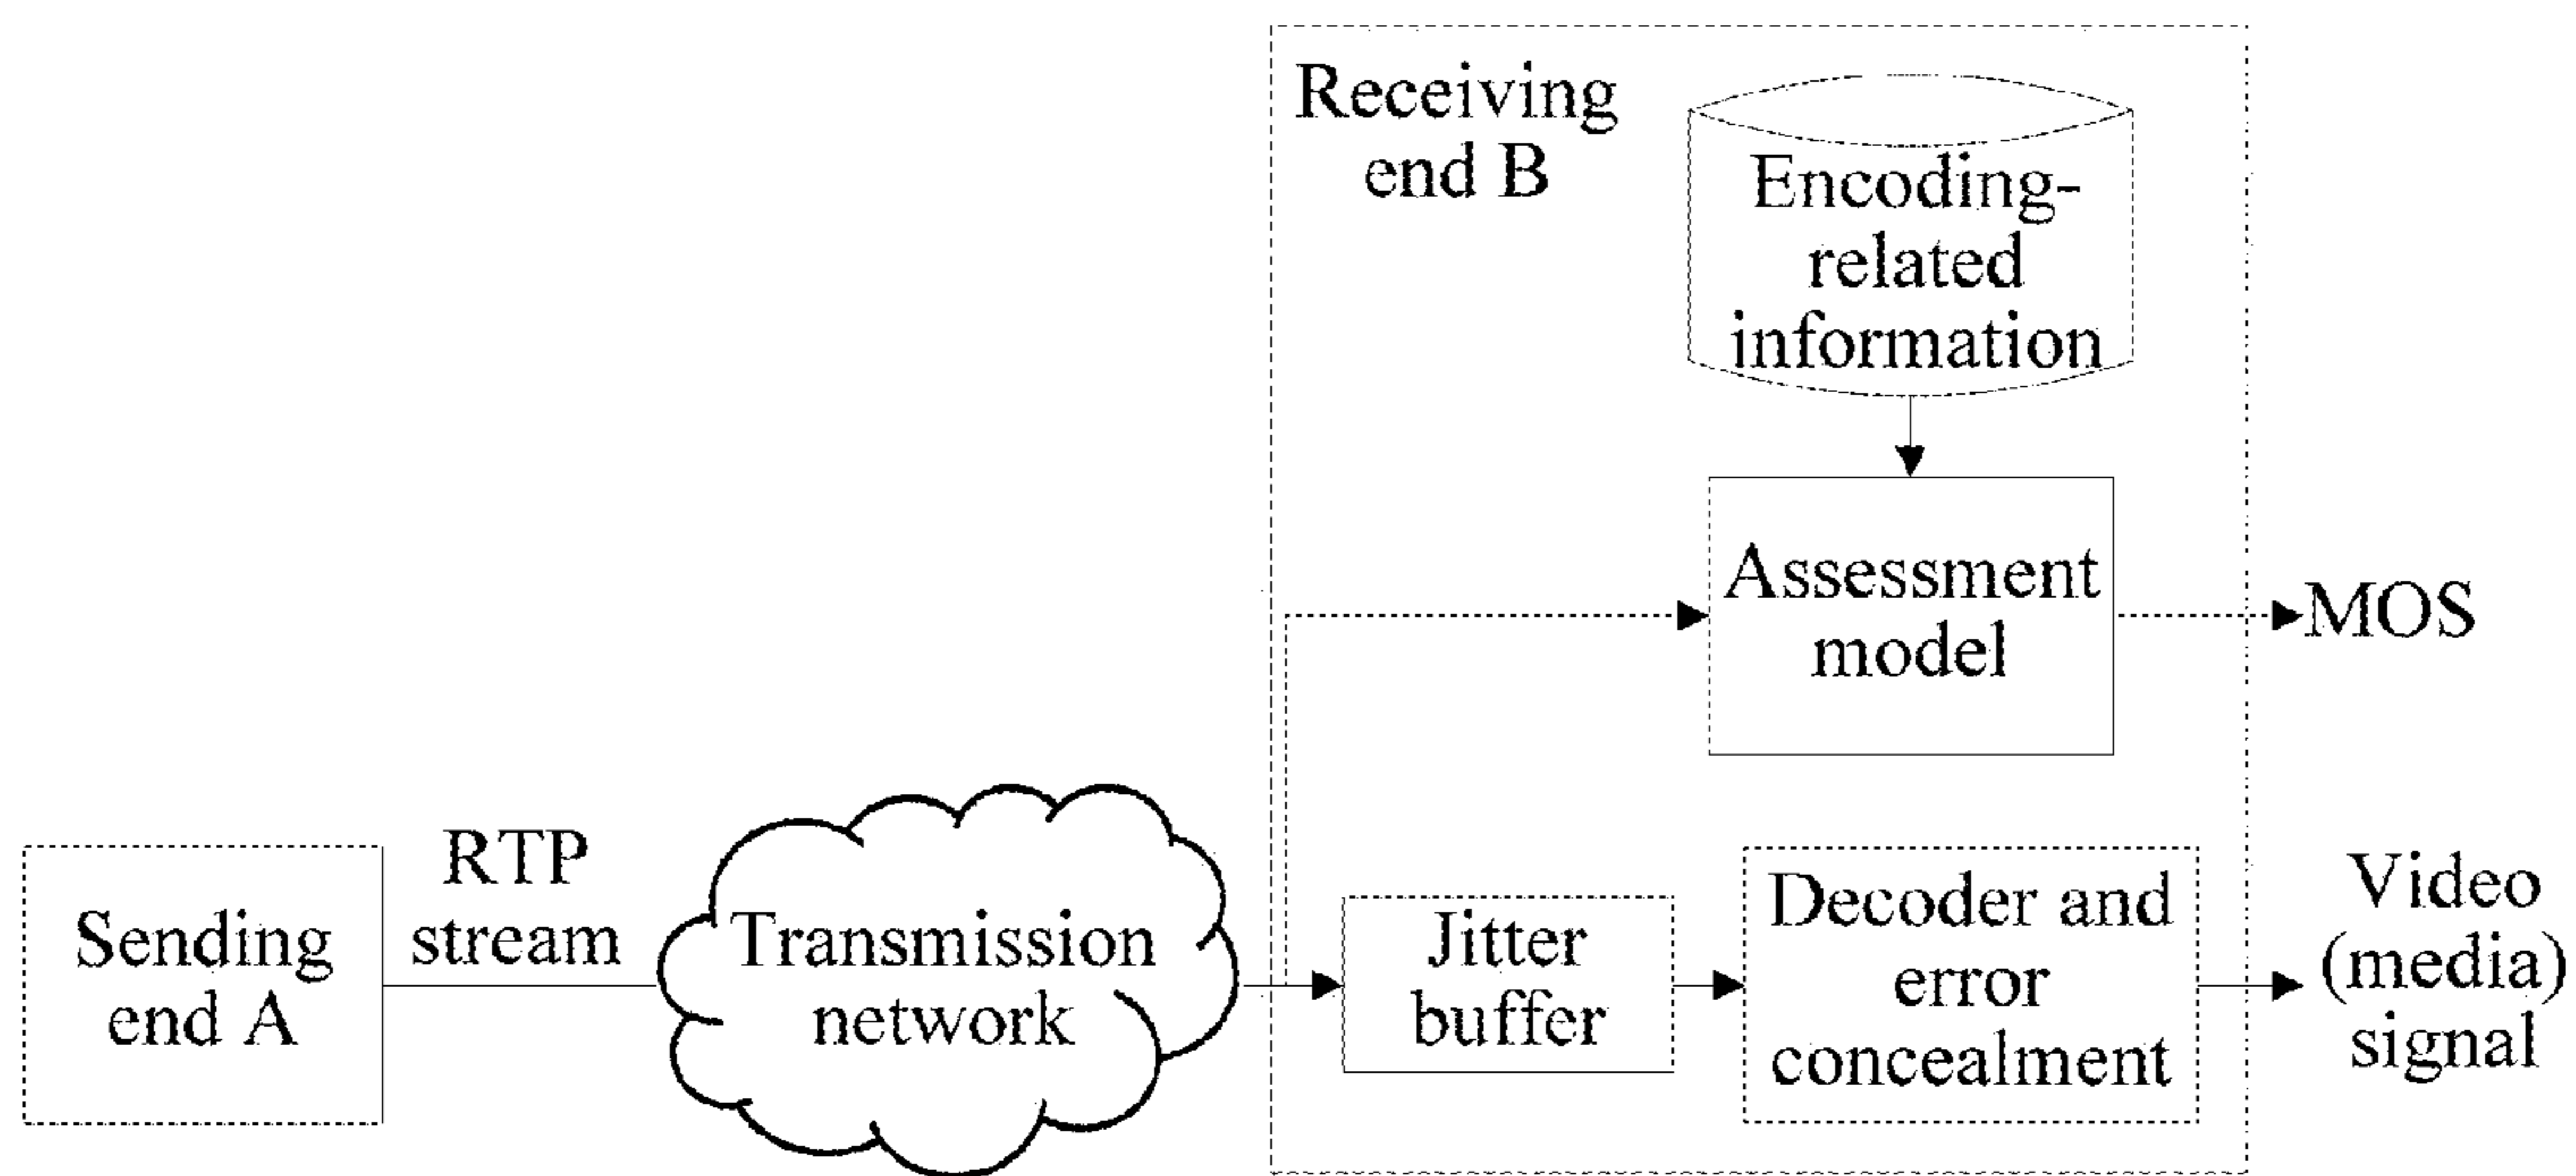 Receiving
end B
Encoding-
related
information
Assessment
model
MOS
Sending
end A
RTP
stream
Transmission
network
Jitter
buffer
Decoder and
error
concealment
Video
(media)
signal